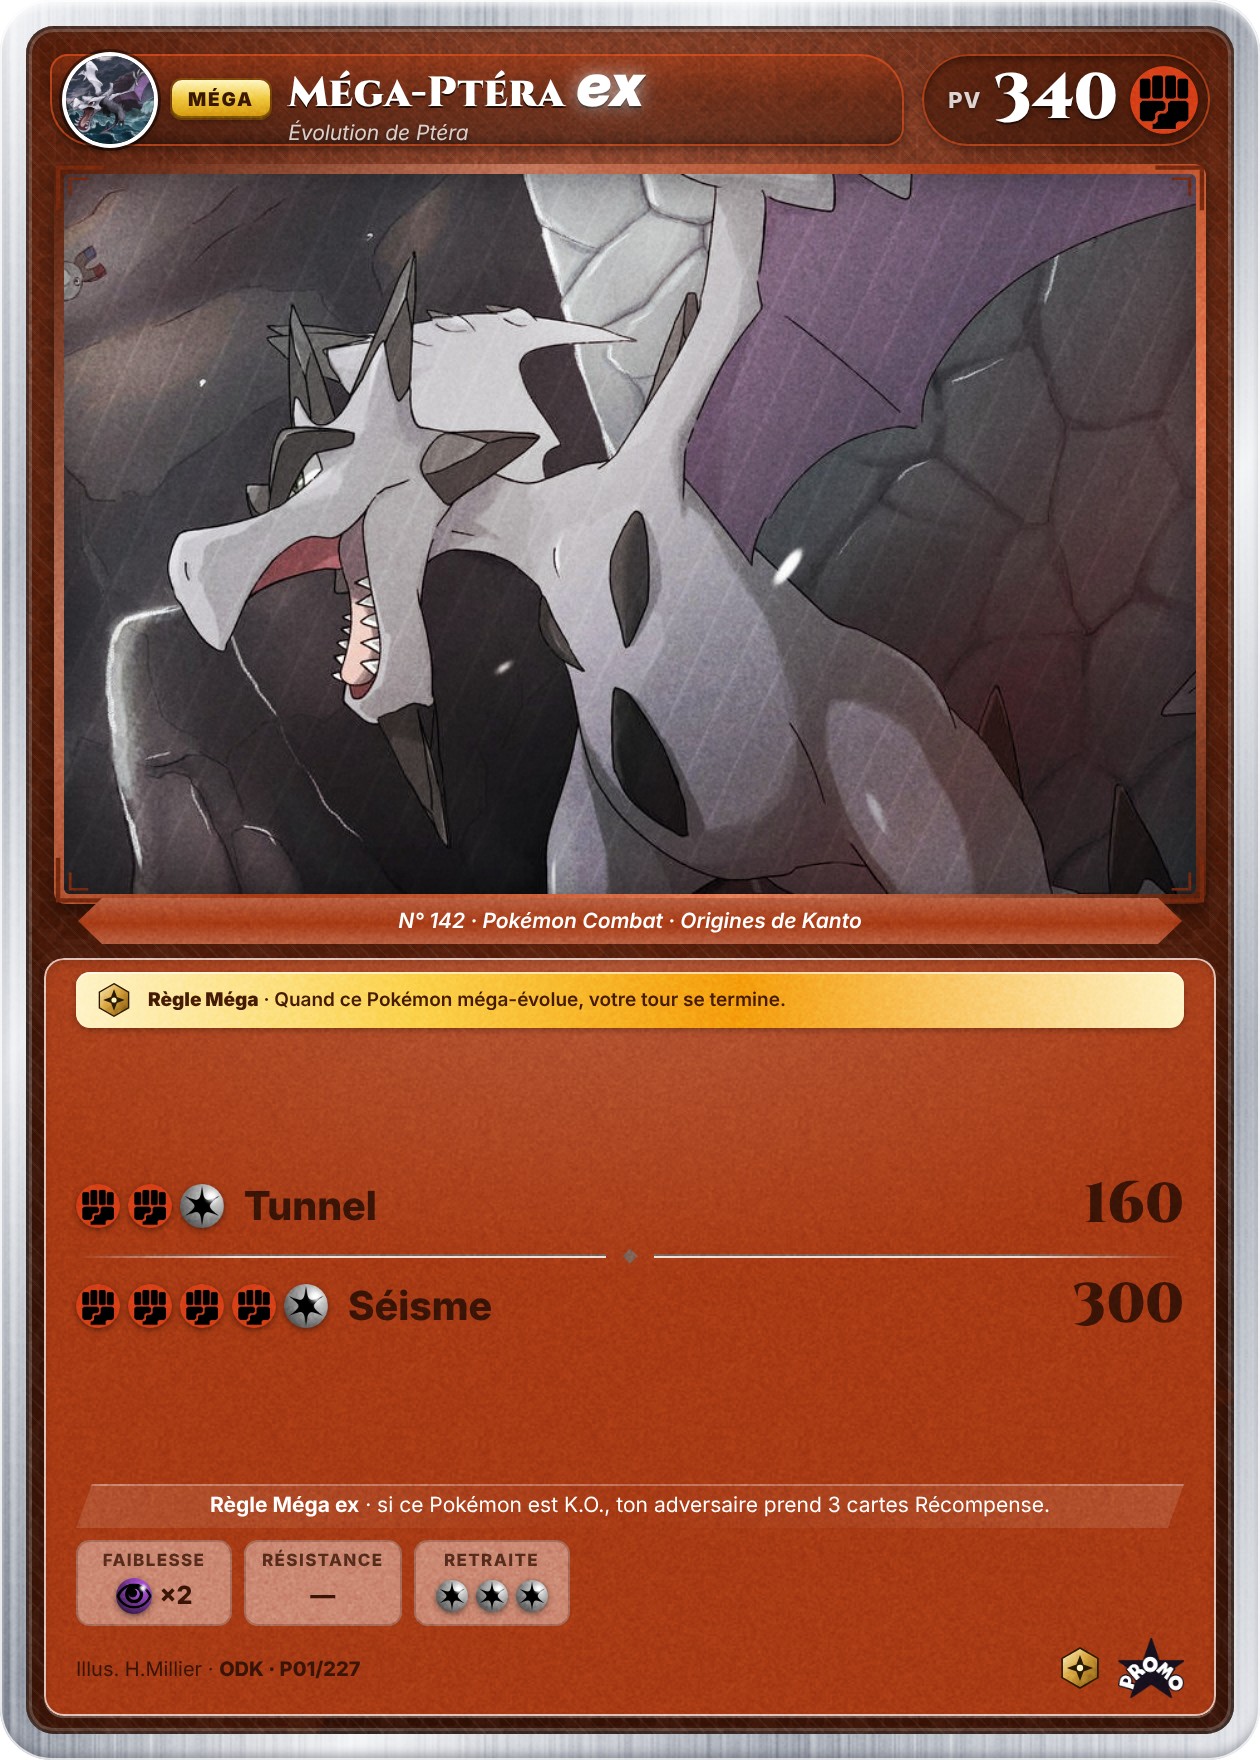 MÉGA
Méga-Ptéra ex
Évolution de Ptéra
PV 340
N° 142 · Pokémon Combat · Origines de Kanto
Règle Méga · Quand ce Pokémon méga-évolue, votre tour se termine.
Tunnel 160
Séisme 300
Règle Méga ex · si ce Pokémon est K.O., ton adversaire prend 3 cartes Récompense.
FAIBLESSE RÉSISTANCE RETRAITE
×2 —
Illus. H.Millier · ODK · P01/227
PROMO